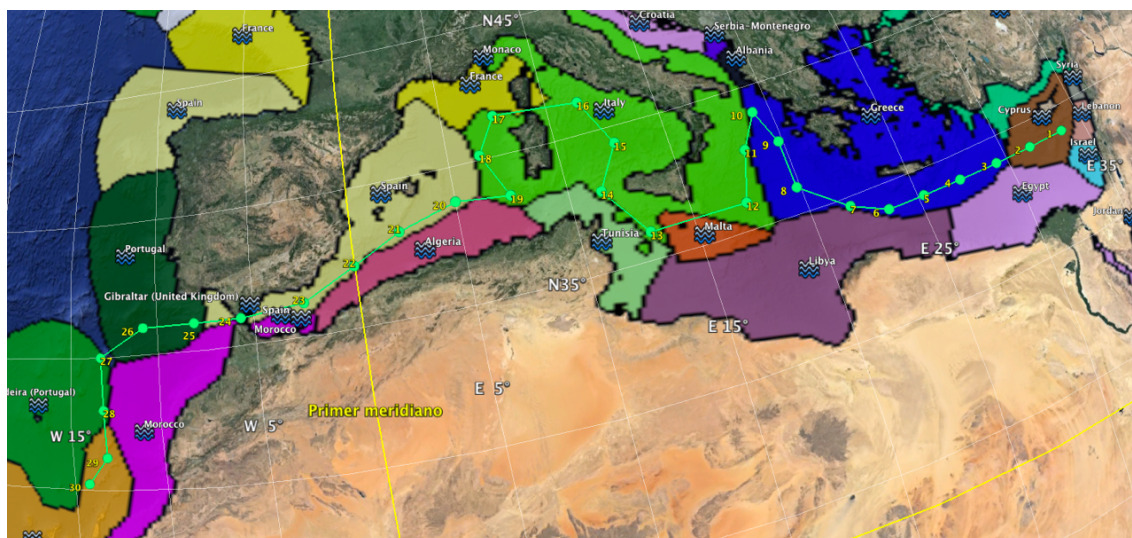 N45°
Croatia
France
Serbia-Montenegro
Monaco
Albania
Syria
France
Spain
Italy
Greece
Cyprus
Lebanon
16
17
10
1
Israel
9
11
15
2
3
E 35°
18
Spain
8
4
Egypt
14
5
20
19
12
7
6
Jordan
21
13
Malta
Tunisia
Algeria
Portugal
E 25°
22
Libya
N35°
Gibraltar (United Kingdom)
23
Spain
24
Morocco
25
26
E 15°
27
E 5°
deira (Portugal)
28
Primer meridiano
W 5°
Morocco
W 15°
29
30